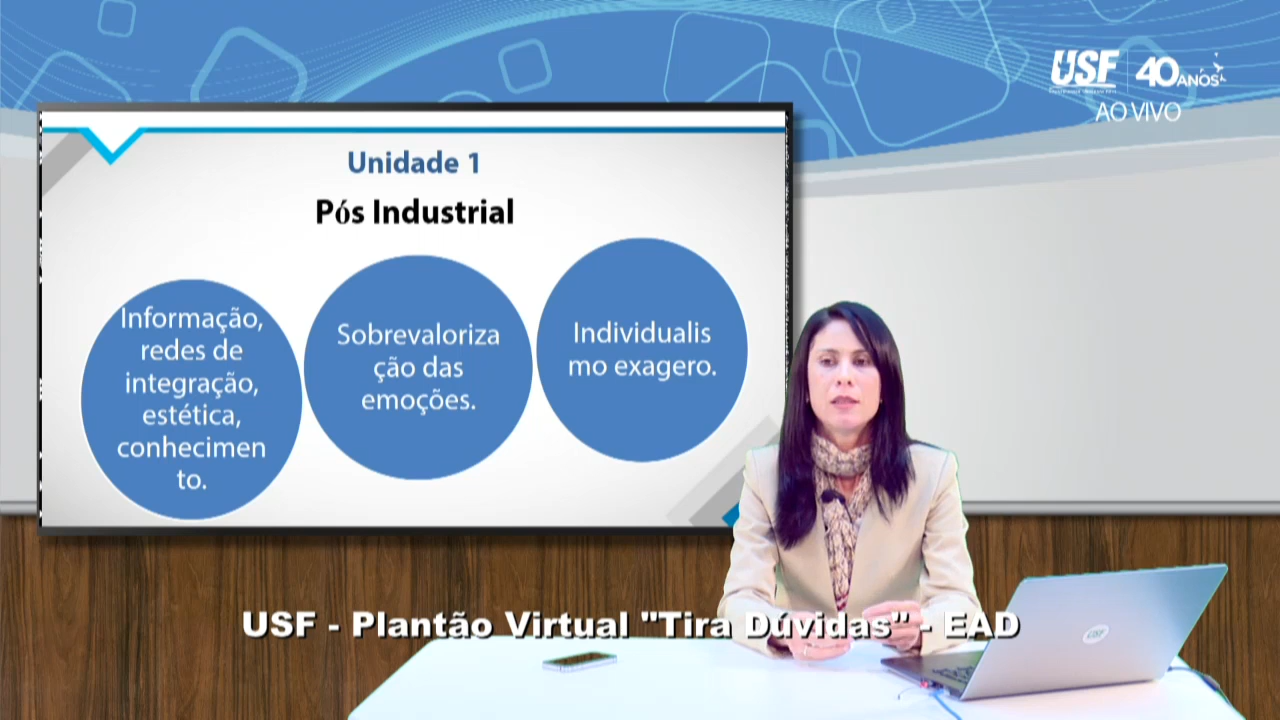 USF
40 ANOS
AO VIVO
Unidade 1
Pós Industrial
Informação,
redes de
integração,
estética,
conhecimen
to.
Sobrevaloriza
ção das
emoções.
Individualis
mo exagero.
USF - Plantão Virtual "Tira Dúvidas" - EAD
USF